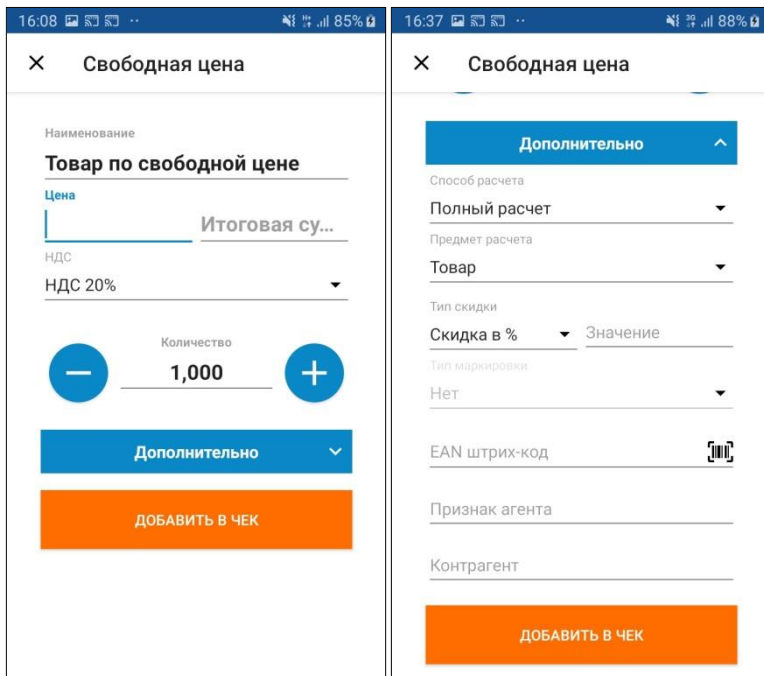 16:08 85%
Свободная цена
Наименование
Товар по свободной цене
Цена
Итоговая су...
НДС
НДС 20%
Количество
1,000
Дополнительно
ДОБАВИТЬ В ЧЕК
16:37 88%
Свободная цена
Дополнительно
Способ расчета
Полный расчет
Предмет расчета
Товар
Тип скидки
Скидка в % Значение
Тип маркировки
Нет
EAN штрих-код
Признак агента
Контрагент
ДОБАВИТЬ В ЧЕК